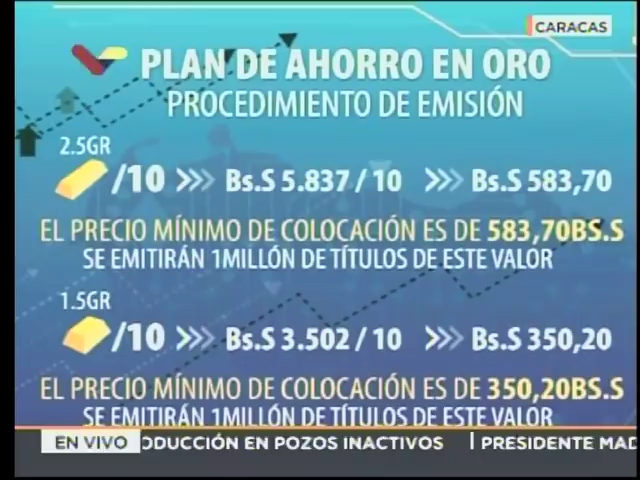 CARACAS
PLAN DE AHORRO EN ORO
PROCEDIMIENTO DE EMISIÓN
2.5GR
/10 >>> Bs.S 5.837 / 10 >>> Bs.S 583,70
EL PRECIO MÍNIMO DE COLOCACIÓN ES DE 583,70BS.S
SE EMITIRÁN 1MILLÓN DE TÍTULOS DE ESTE VALOR
1.5GR
/10 >>> Bs.S 3.502 / 10 >>> Bs.S 350,20
EL PRECIO MÍNIMO DE COLOCACIÓN ES DE 350,20BS.S
SE EMITIRÁN 1MILLÓN DE TÍTULOS DE ESTE VALOR
EN VIVO ODUCCIÓN EN POZOS INACTIVOS | PRESIDENTE MAD